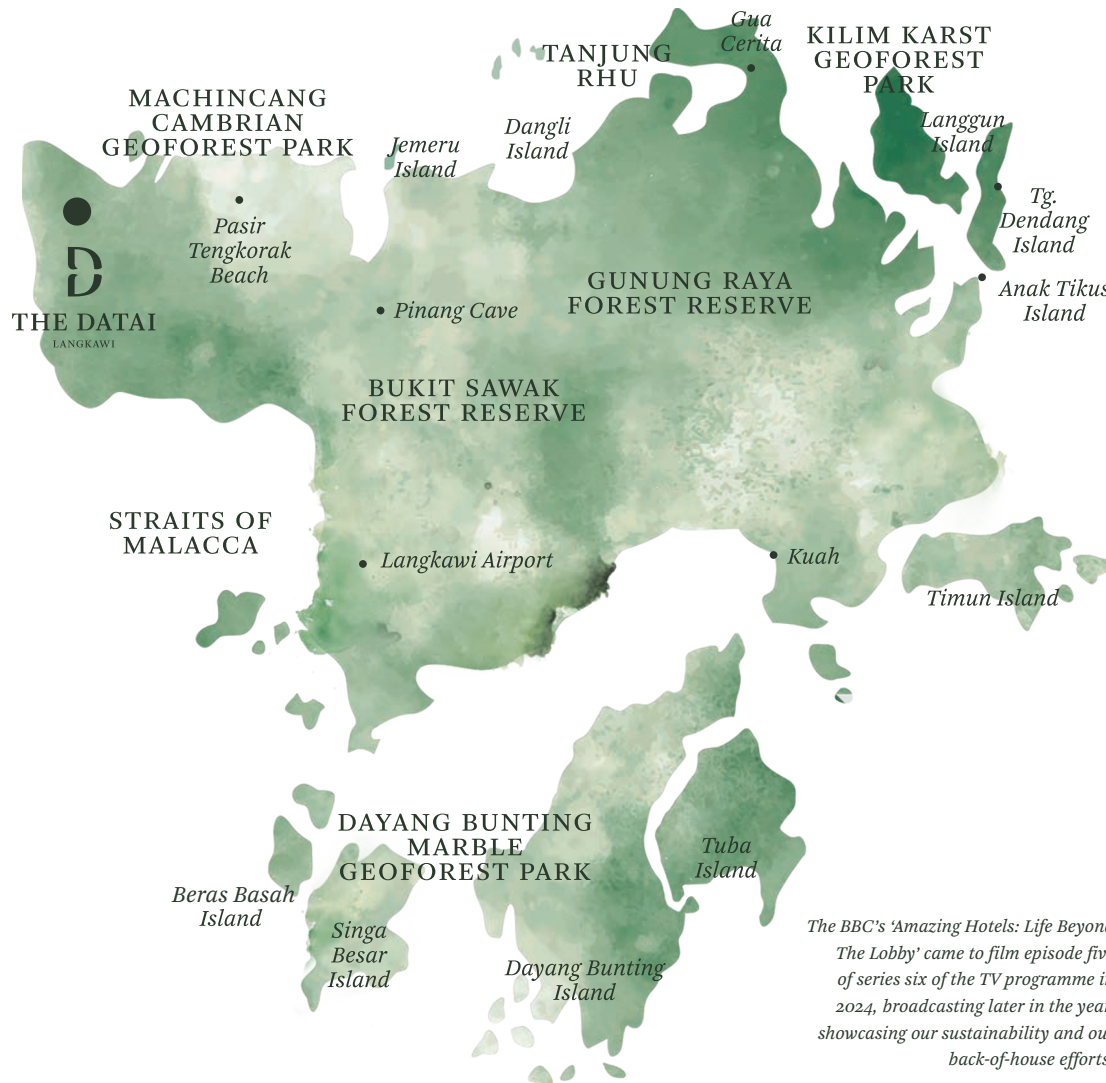 Gua
Cerita
TANJUNG
RHU
KILIM KARST
GEOFOREST
PARK
MACHINCANG
CAMBRIAN
GEOFOREST PARK
Jemeru
Island
Dangli
Island
Langgun
Island
Tg.
Dendang
Island
Pasir
Tengkorak
Beach
D
THE DATAI
LANGKAWI
Pinang Cave
GUNUNG RAYA
FOREST RESERVE
Anak Tikus
Island
BUKIT SAWAK
FOREST RESERVE
STRAITS OF
MALACCA
Langkawi Airport
Kuah
Timun Island
DAYANG BUNTING
MARBLE
GEOFOREST PARK
Tuba
Island
Beras Basah
Island
Singa
Besar
Island
Dayang Bunting
Island
The BBC's ‘Amazing Hotels: Life Beyond
The Lobby’ came to film episode five
of series six of the TV programme in
2024, broadcasting later in the year
showcasing our sustainability and our
back-of-house efforts